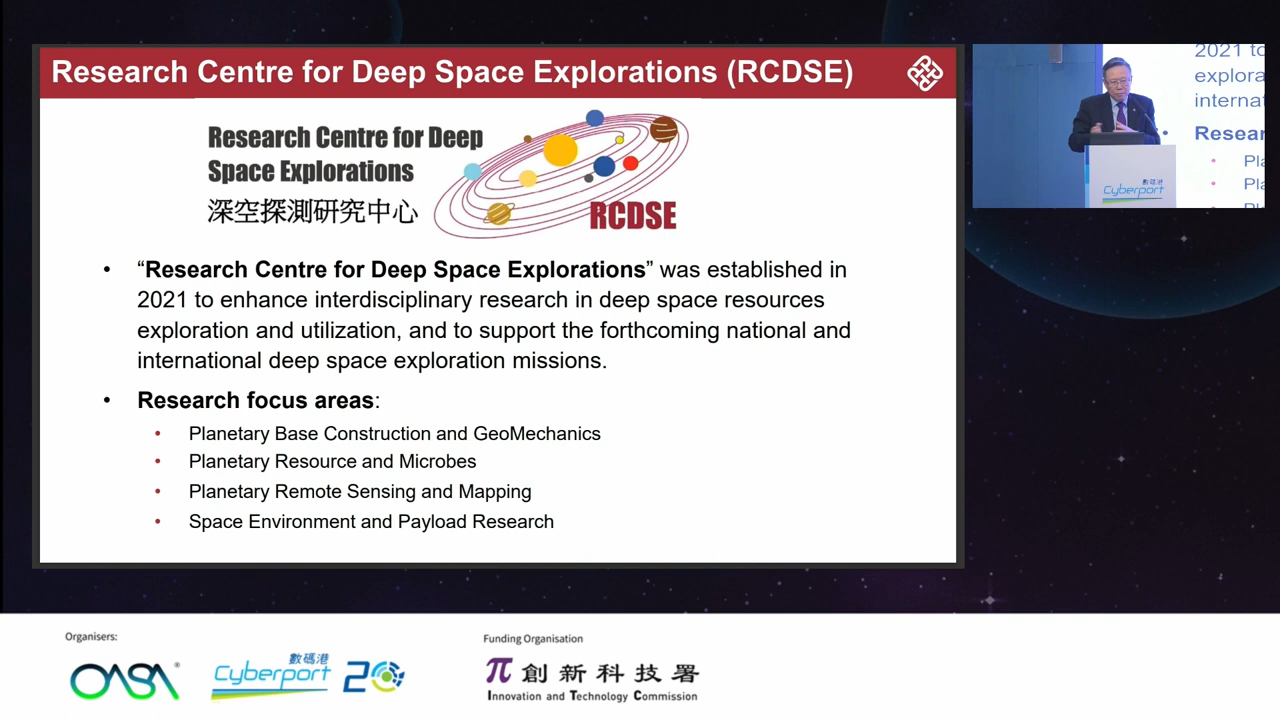 Research Centre for Deep Space Explorations (RCDSE)
Research Centre for Deep
Space Explorations
深空探測研究中心
RCDSE
• “Research Centre for Deep Space Explorations” was established in
2021 to enhance interdisciplinary research in deep space resources
exploration and utilization, and to support the forthcoming national and
international deep space exploration missions.
• Research focus areas:
• Planetary Base Construction and GeoMechanics
• Planetary Resource and Microbes
• Planetary Remote Sensing and Mapping
• Space Environment and Payload Research
2021 to
explora
internat
• Resear
• Pla
• Pla
數碼港
Cyberport
Organisers:
OASA®
數碼港
Cyberport 20
Funding Organisation
創新科技署
Innovation and Technology Commission